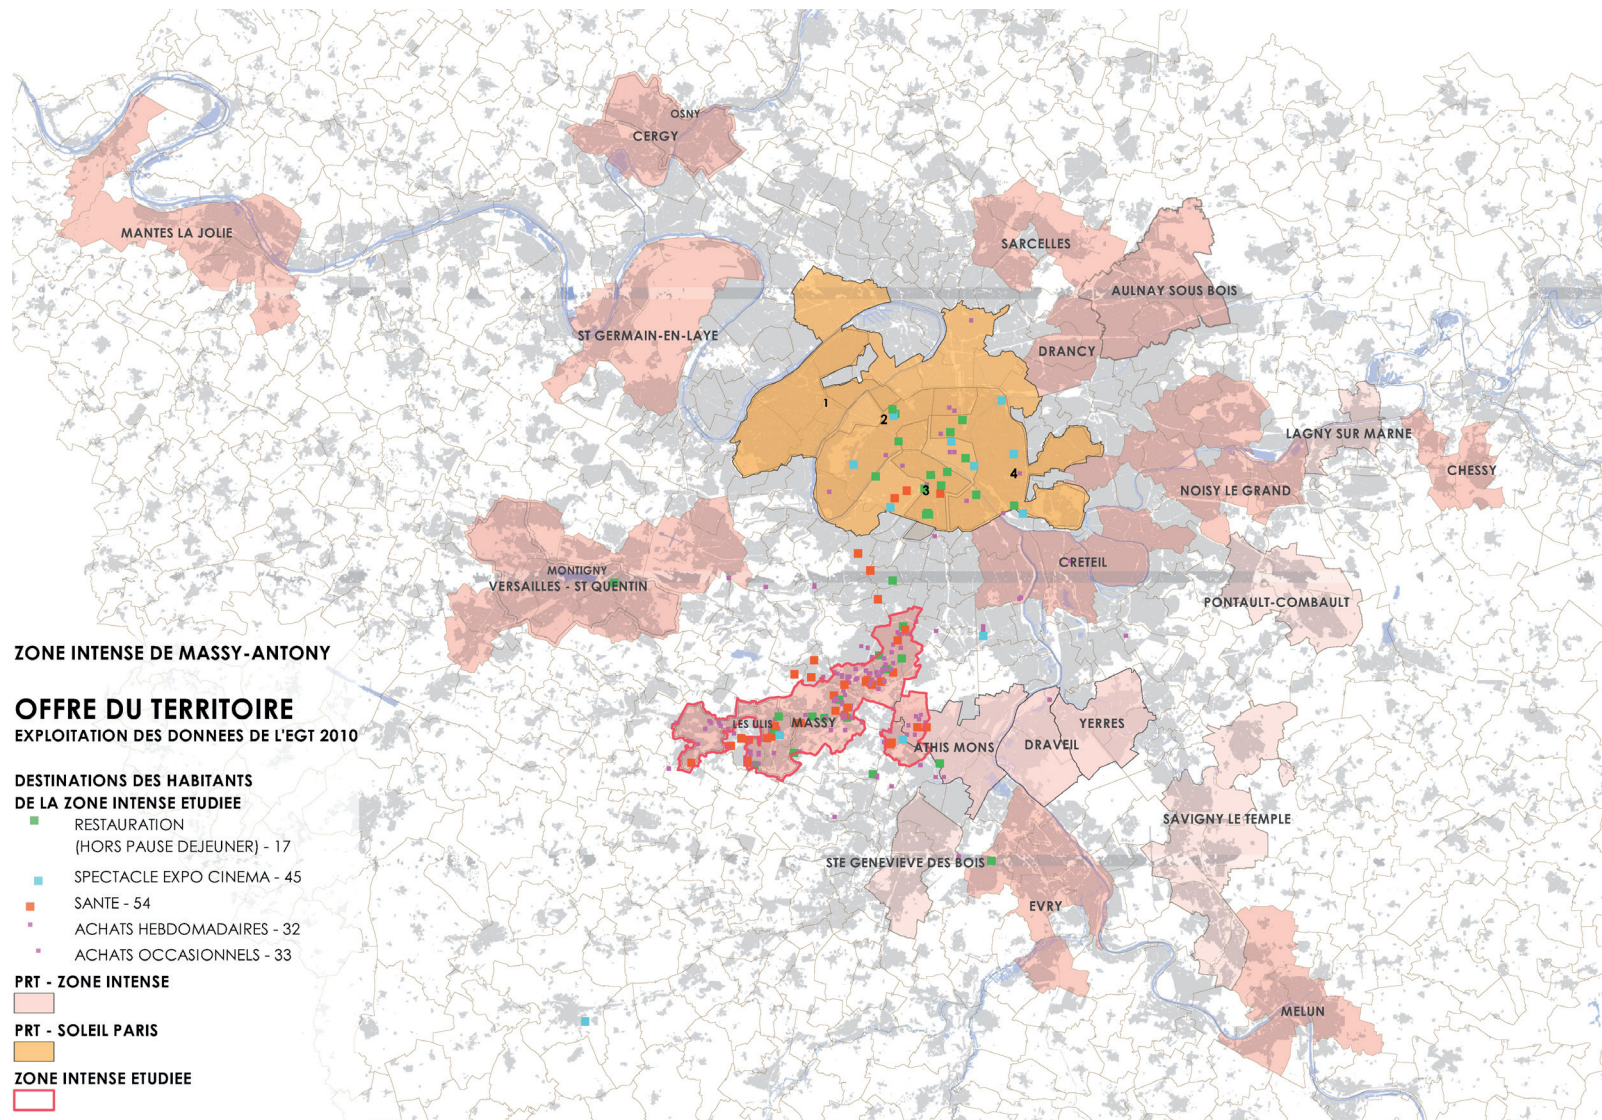 OSNY
CERGY
MANTES LA JOLIE
SARCELLES
AULNAY SOUS BOIS
ST GERMAIN-EN-LAYE
DRANCY
1
2
LAGNY SUR MARNE
CHESSY
4
3
NOISY LE GRAND
CRETEIL
MONTIGNY
VERSAILLES - ST QUENTIN
PONTAULT-COMBAULT
LES ULIS
MASSY
ATHIS MONS
DRAVEIL
YERRES
SAVIGNY LE TEMPLE
STE GENEVIEVE DES BOIS
EVRY
MELUN
ZONE INTENSE DE MASSY-ANTONY
OFFRE DU TERRITOIRE
EXPLOITATION DES DONNEES DE L'EGT 2010
DESTINATIONS DES HABITANTS
DE LA ZONE INTENSE ETUDIEE
RESTAURATION
(HORS PAUSE DEJEUNER) - 17
SPECTACLE EXPO CINEMA - 45
SANTE - 54
ACHATS HEBDOMADAIRES - 32
ACHATS OCCASIONNELS - 33
PRT - ZONE INTENSE
PRT - SOLEIL PARIS
ZONE INTENSE ETUDIEE